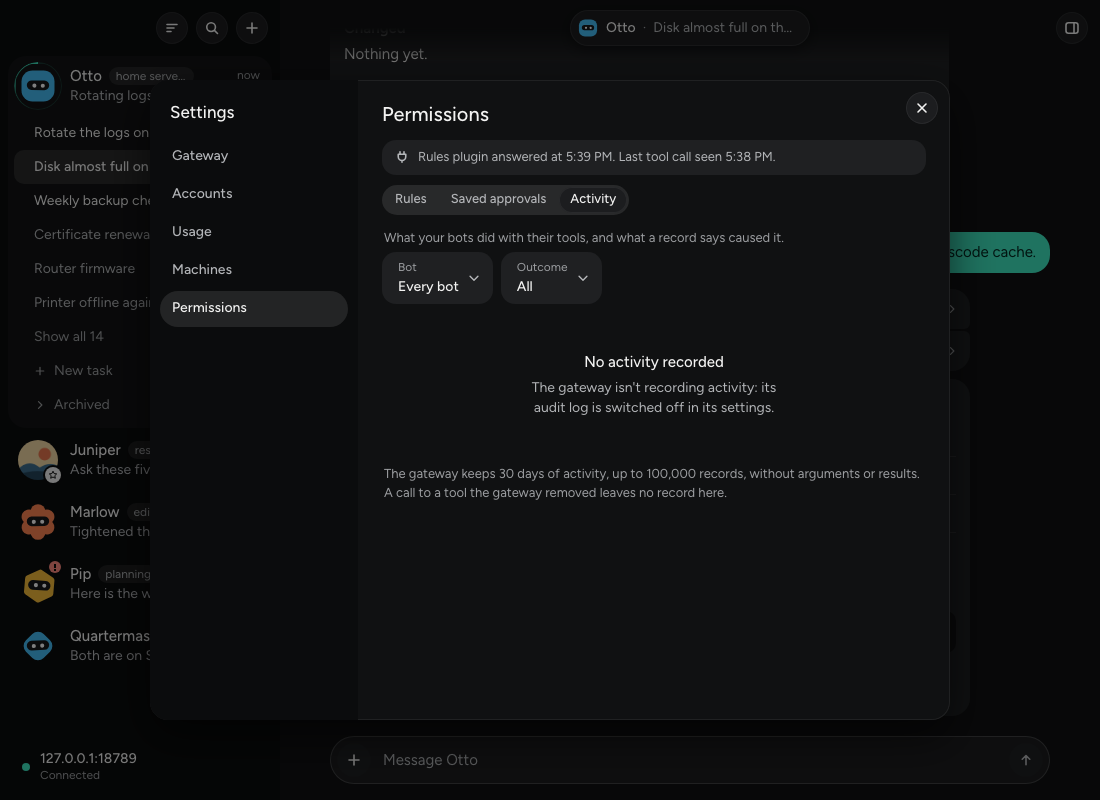 Otto · Disk almost full on th...
Nothing yet.
Otto home serve... now
Rotating logs
Rotate the logs on
Disk almost full on
Weekly backup che
Certificate renewa
Router firmware
Printer offline again
Show all 14
New task
Archived
Juniper res
Ask these fiv
Marlow edi
Tightened th
Pip planning
Here is the w
Quartermas
Both are on S
127.0.0.1:18789
Connected
Settings
Gateway
Accounts
Usage
Machines
Permissions
Permissions
Rules plugin answered at 5:39 PM. Last tool call seen 5:38 PM.
Rules Saved approvals Activity
What your bots did with their tools, and what a record says caused it.
Bot
Every bot
Outcome
All
No activity recorded
The gateway isn't recording activity: its
audit log is switched off in its settings.
The gateway keeps 30 days of activity, up to 100,000 records, without arguments or results.
A call to a tool the gateway removed leaves no record here.
scode cache.
Message Otto